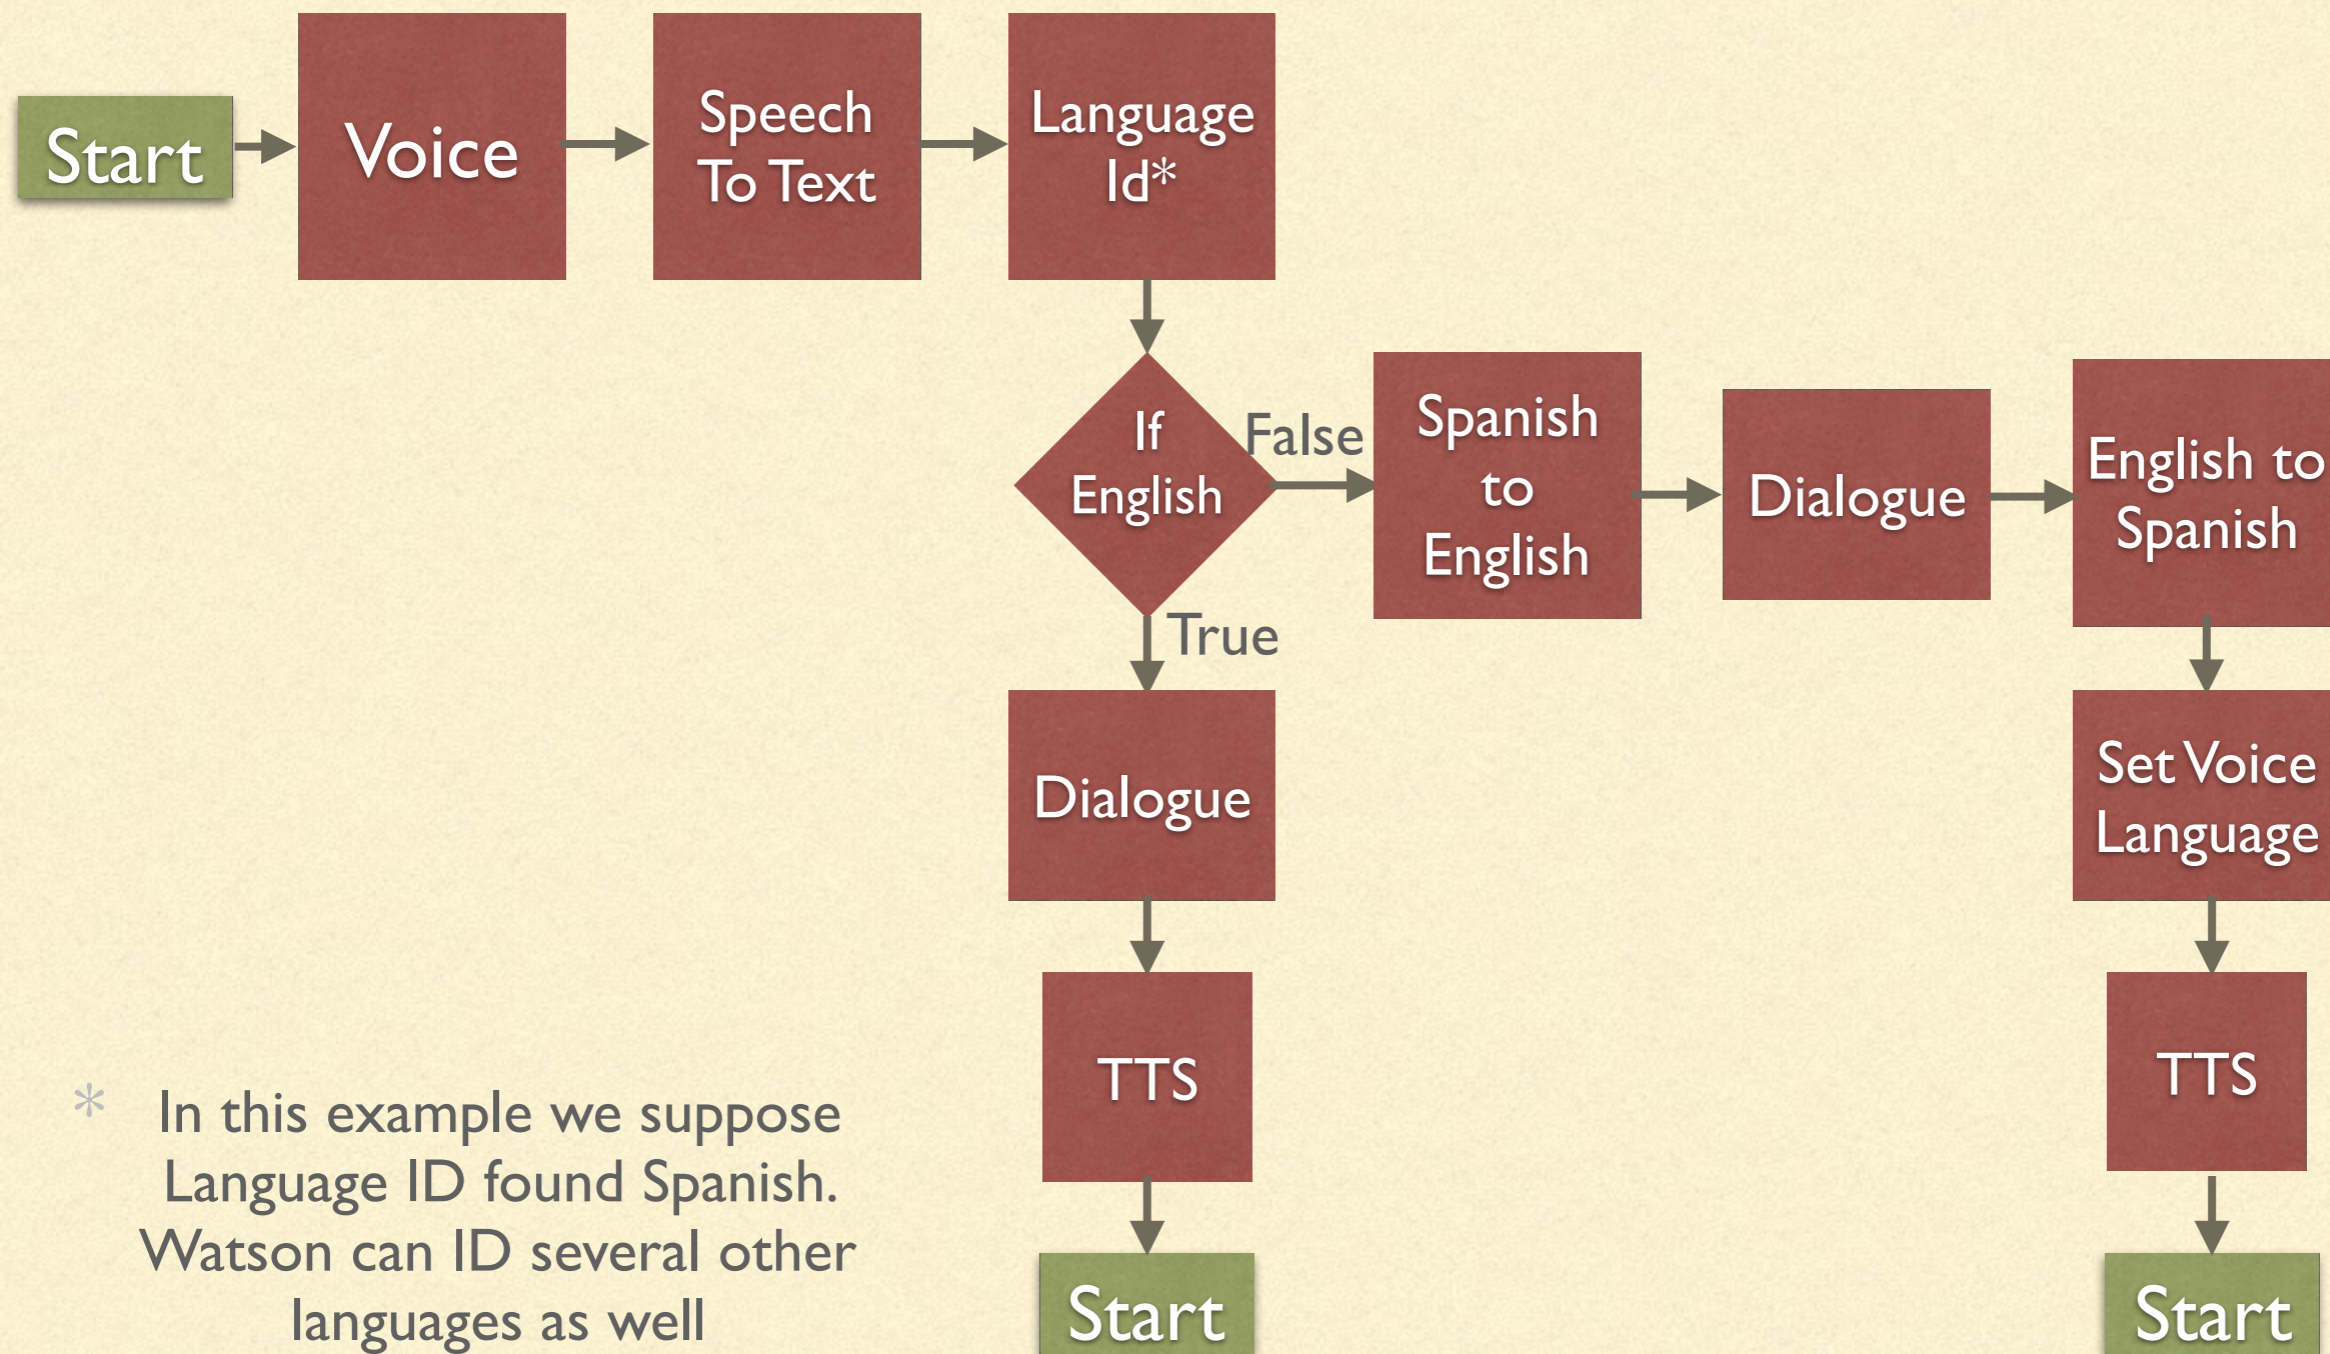 Start
Voice
Speech
To Text
Language
Id*
If
English
False
True
Spanish
to
English
Dialogue
English to
Spanish
Set Voice
Language
TTS
Start
Dialogue
TTS
Start
* In this example we suppose
Language ID found Spanish.
Watson can ID several other
languages as well